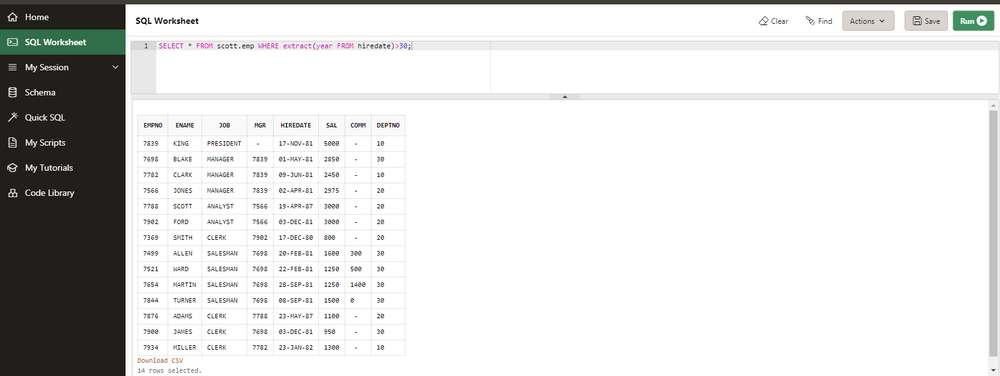 Home
SQL Worksheet
My Session
Schema
Quick SQL
My Scripts
My Tutorials
Code Library
SQL Worksheet
Clear Find Actions Save Run
1 SELECT * FROM scott.emp WHERE extract(year FROM hiredate)>30;
EMPNO ENAME JOB MGR HIREDATE SAL COMM DEPTNO
7839 KING PRESIDENT - 17-NOV-81 5000 - 10
7698 BLAKE MANAGER 7839 01-MAY-81 2850 - 30
7782 CLARK MANAGER 7839 09-JUN-81 2450 - 10
7566 JONES MANAGER 7839 02-APR-81 2975 - 20
7788 SCOTT ANALYST 7566 19-APR-87 3000 - 20
7902 FORD ANALYST 7566 03-DEC-81 3000 - 20
7369 SMITH CLERK 7902 17-DEC-80 800 - 20
7499 ALLEN SALESMAN 7698 20-FEB-81 1600 300 30
7521 WARD SALESMAN 7698 22-FEB-81 1250 500 30
7654 MARTIN SALESMAN 7698 28-SEP-81 1250 1400 30
7844 TURNER SALESMAN 7698 08-SEP-81 1500 0 30
7876 ADAMS CLERK 7788 23-MAY-87 1100 - 20
7900 JAMES CLERK 7698 03-DEC-81 950 - 30
7934 MILLER CLERK 7782 23-JAN-82 1300 - 10
Download CSV
14 rows selected.